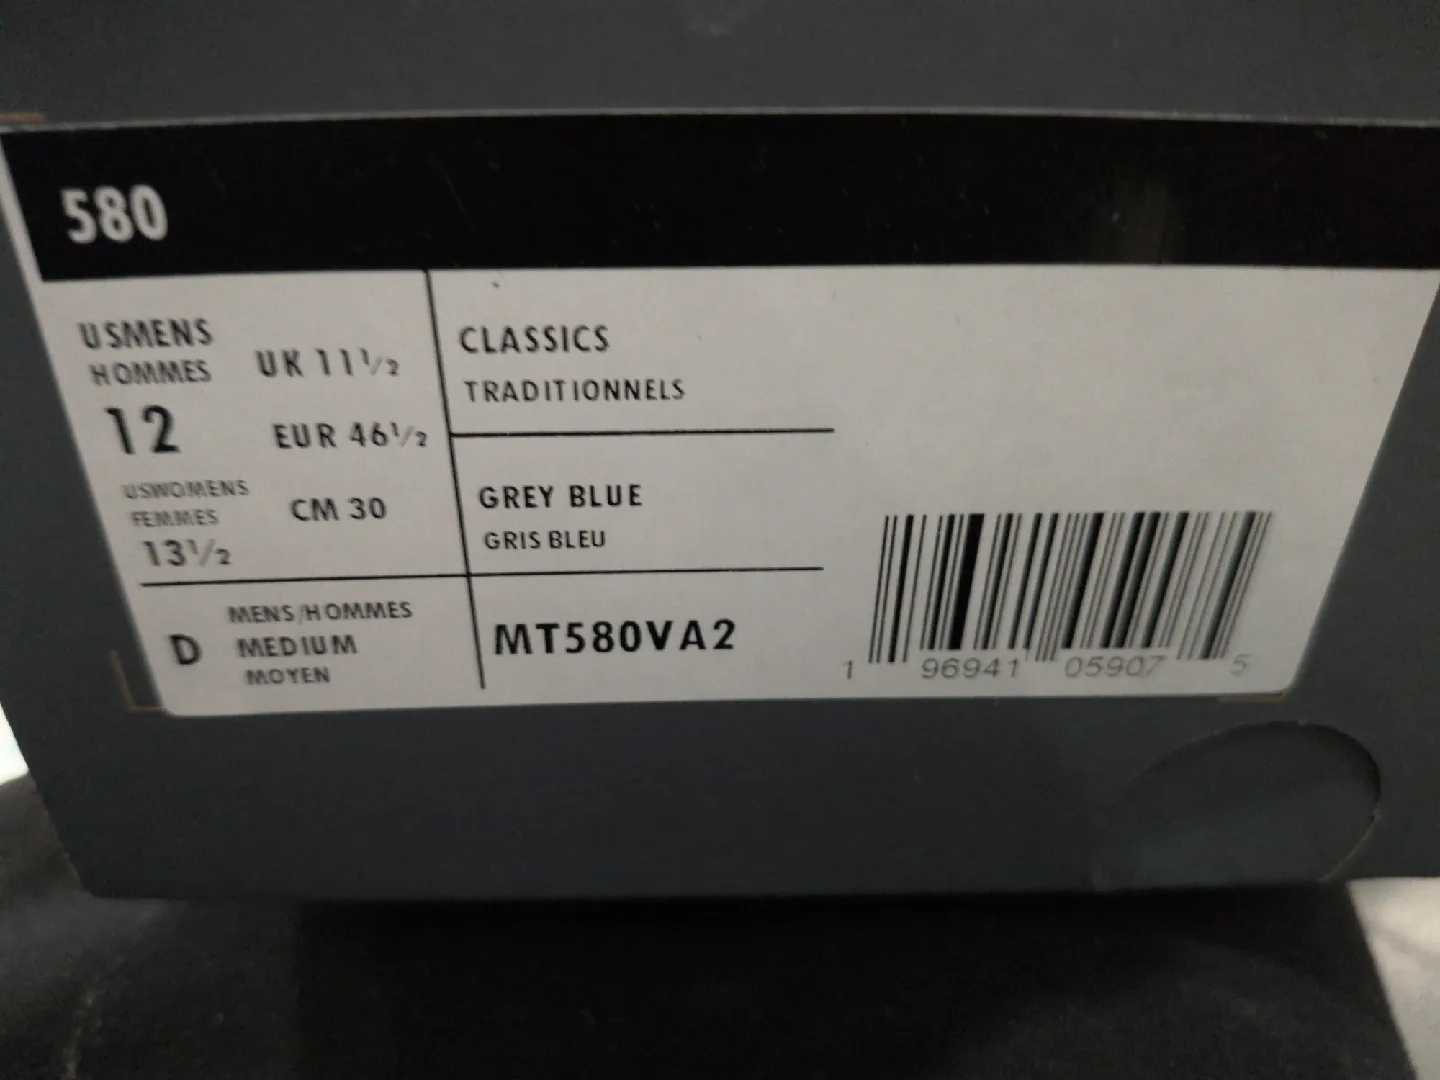 580
USMENS
HOMMES
12
USWOMENS
FEMMES
13½
UK 11½
EUR 46½
CM 30
D
MENS/HOMMES
MEDIUM
MOYEN
CLASSICS
TRADITIONNELS
GREY BLUE
GRIS BLEU
MT580VA2
1 96941 05907 5